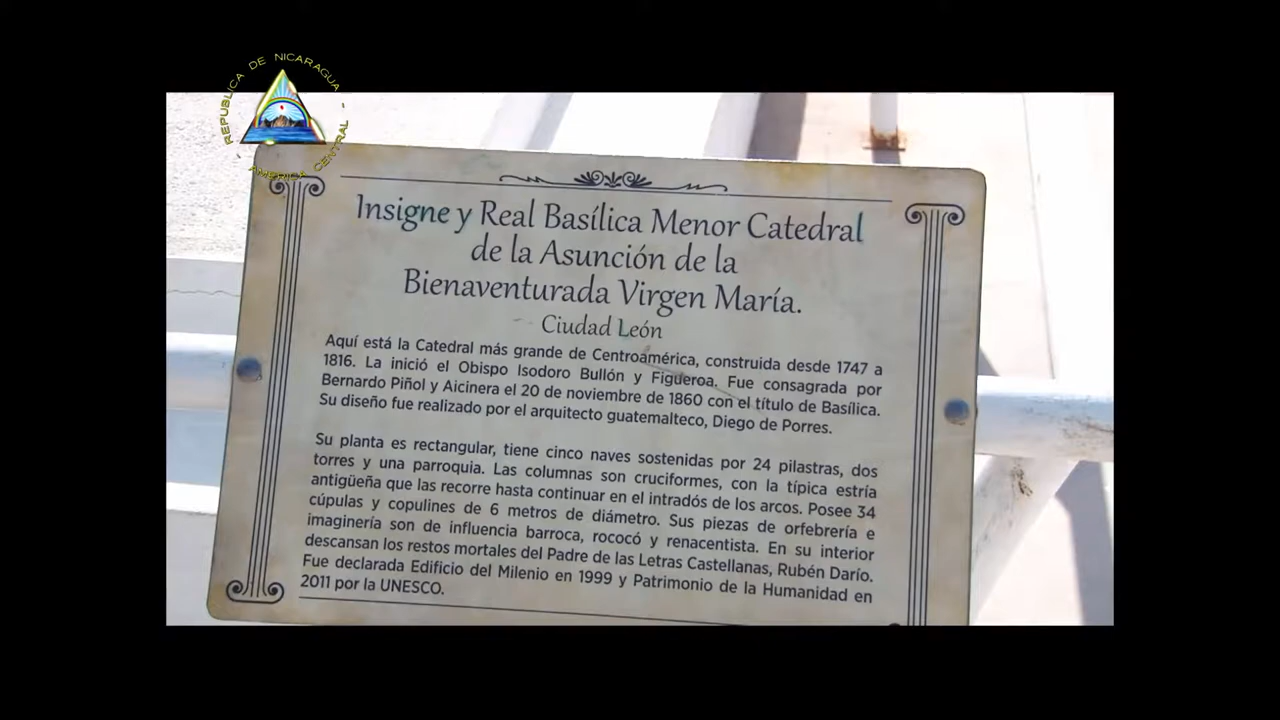 REPUBLICA DE NICARAGUA
- AMERICA CENTRAL -
Insigne y Real Basílica Menor Catedral
de la Asunción de la
Bienaventurada Virgen María.
Ciudad León
Aquí está la Catedral más grande de Centroamérica, construida desde 1747 a
1816. La inició el Obispo Isodoro Bullón y Figueroa. Fue consagrada por
Bernardo Piñol y Aicinera el 20 de noviembre de 1860 con el título de Basílica.
Su diseño fue realizado por el arquitecto guatemalteco, Diego de Porres.
Su planta es rectangular, tiene cinco naves sostenidas por 24 pilastras, dos
torres y una parroquia. Las columnas son cruciformes, con la típica estría
antigüeña que las recorre hasta continuar en el intradós de los arcos. Posee 34
cúpulas y copulines de 6 metros de diámetro. Sus piezas de orfebrería e
imaginería son de influencia barroca, rococó y renacentista. En su interior
descansan los restos mortales del Padre de las Letras Castellanas, Rubén Darío.
Fue declarada Edificio del Milenio en 1999 y Patrimonio de la Humanidad en
2011 por la UNESCO.